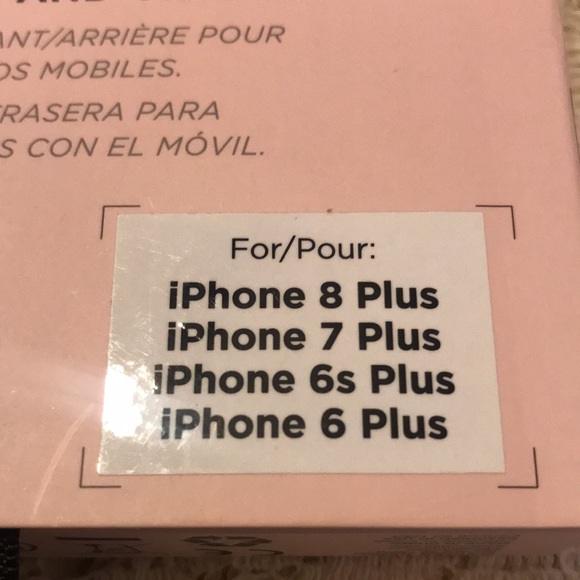 ANT/ARRIÈRE POUR
OS MOBILES.
RASERA PARA
S CON EL MÓVIL.
For/Pour:
iPhone 8 Plus
iPhone 7 Plus
iPhone 6s Plus
iPhone 6 Plus